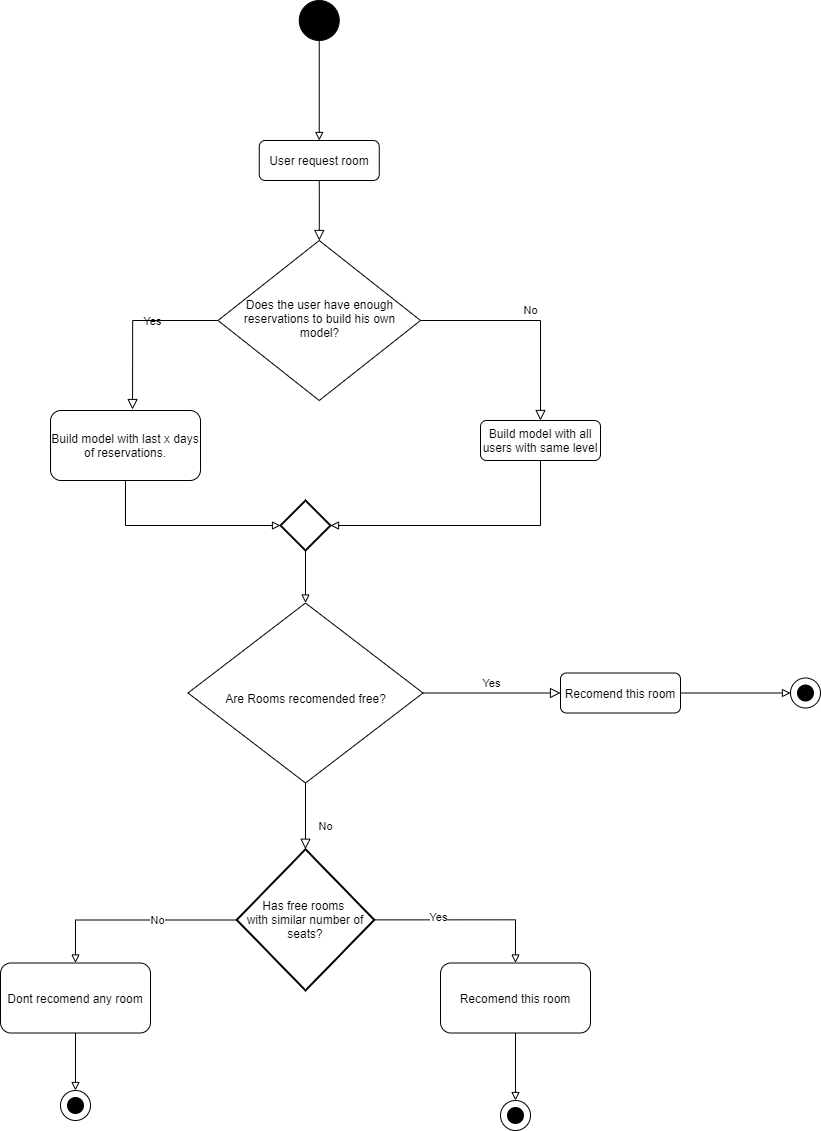 User request room
Does the user have enough
reservations to build his own
model?
Yes
No
Build model with last x days
of reservations.
Build model with all
users with same level
Are Rooms recomended free?
Yes
Recomend this room
No
Has free rooms
with similar number of
seats?
No
Yes
Dont recomend any room
Recomend this room